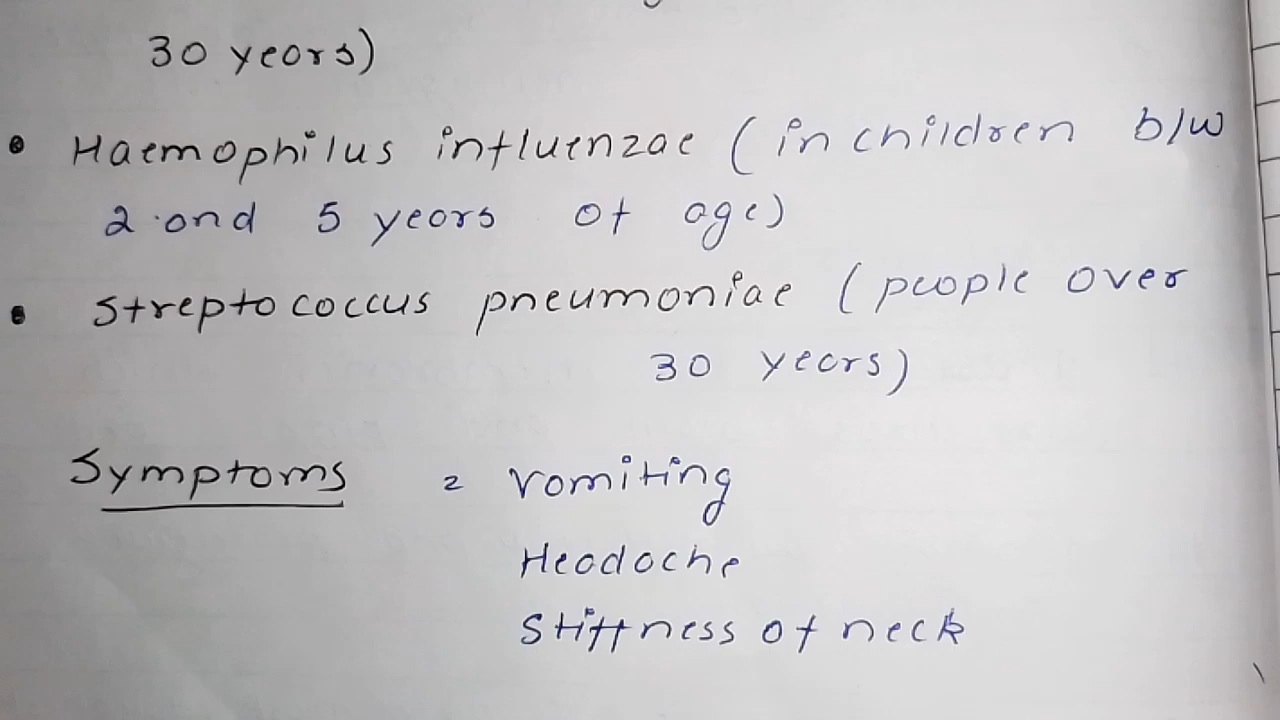 30 years)
• Haemophilus influenzae (in children b/w
2 and 5 years of age)
• Streptococcus pneumoniae (people over
30 years)
Symptoms = Vomiting
Headache
Stiffness of neck